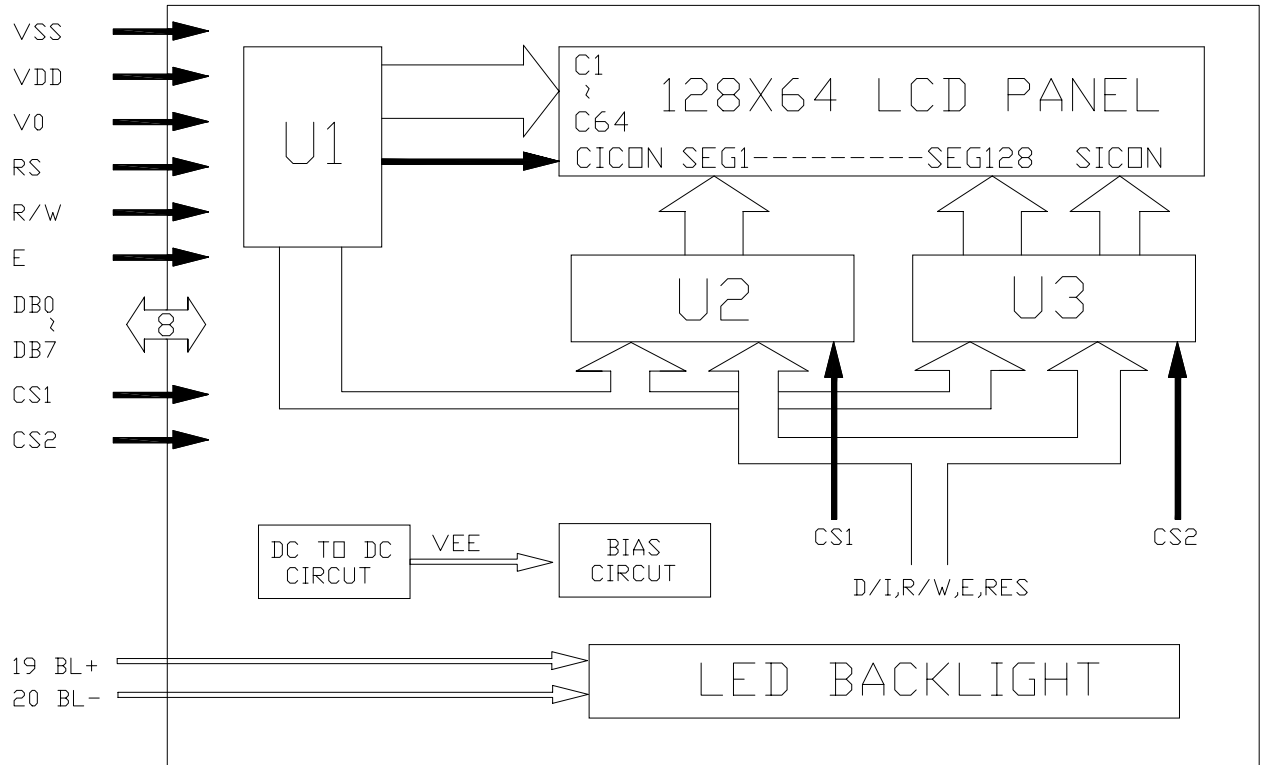 VSS
VDD
V0
RS
R/W
E
DB0
~
DB7
8
CS1
CS2
U1
C1
~
C64
128X64 LCD PANEL
CICON SEG1---------SEG128 SICON
U2
U3
CS1
CS2
D/I,R/W,E,RES
DC TO DC
CIRCUT
VEE
BIAS
CIRCUT
19 BL+
20 BL-
LED BACKLIGHT